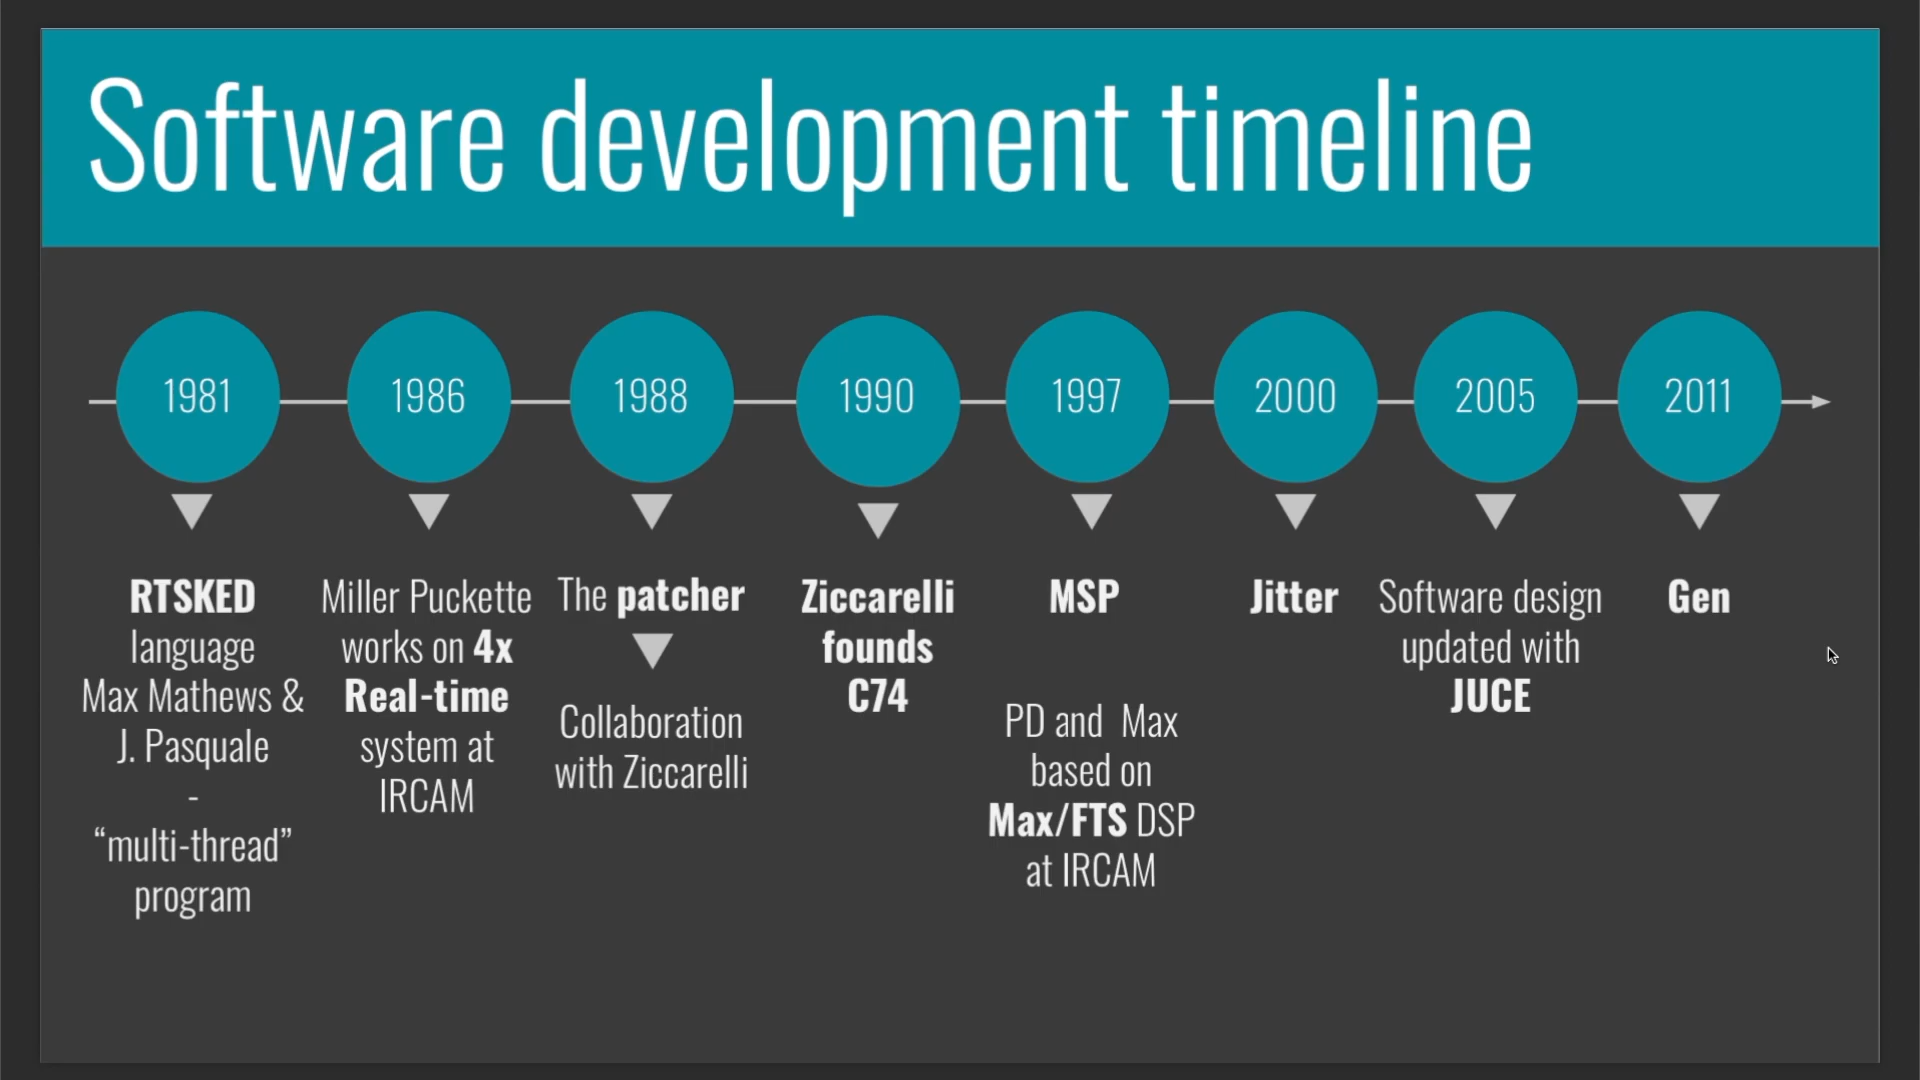 Software development timeline
1981
1986
1988
1990
1997
2000
2005
2011
RTSKED
language
Max Mathews &
J. Pasquale
-
“multi-thread”
program
Miller Puckette
works on 4x
Real-time
system at
IRCAM
The patcher
Collaboration
with Ziccarelli
Ziccarelli
founds
C74
MSP
PD and  Max
based on
Max/FTS DSP
at IRCAM
Jitter
Software design
updated with
JUCE
Gen